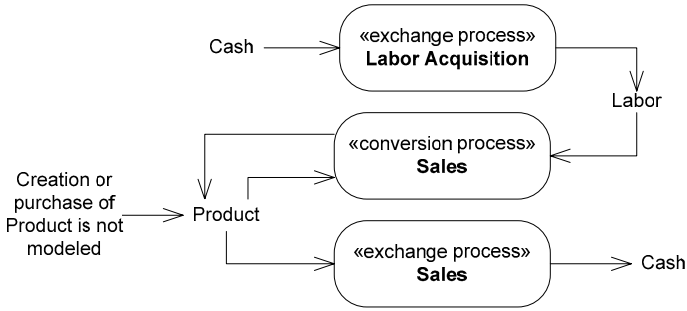 «exchange process»
Cash
Labor Acquisition
Labor
«conversion process»
Sales
Creation or
purchase of
Product is not
modeled
Product
«exchange process»
Sales
Cash